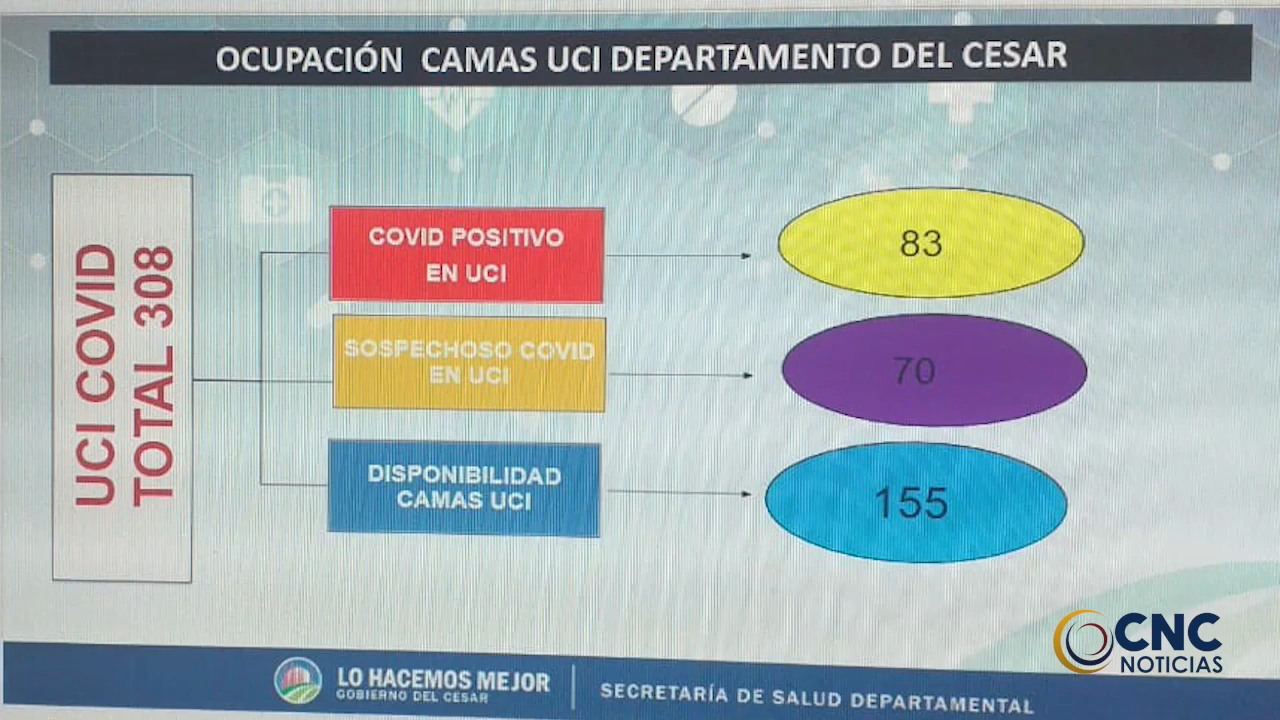 OCUPACIÓN CAMAS UCI DEPARTAMENTO DEL CESAR
UCI COVID
TOTAL 308
COVID POSITIVO
EN UCI
83
SOSPECHOSO COVID
EN UCI
70
DISPONIBILIDAD
CAMAS UCI
155
CNC
NOTICIAS
LO HACEMOS MEJOR
GOBIERNO DEL CESAR
SECRETARÍA DE SALUD DEPARTAMENTAL